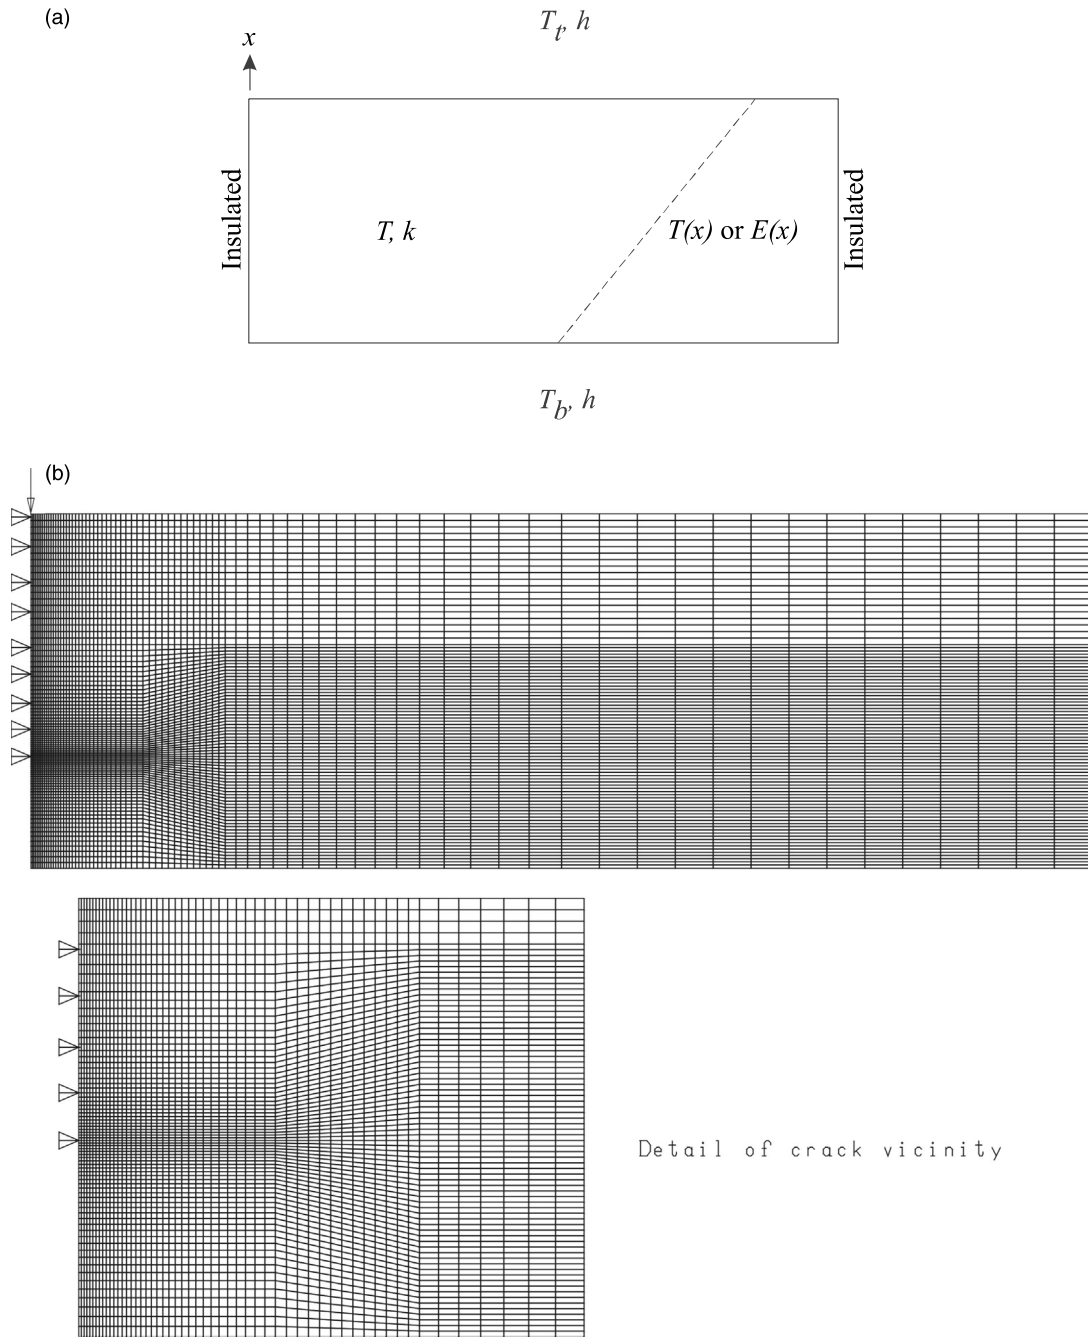 (a)
T_t, h
x
Insulated
T, k
T(x) or E(x)
Insulated
T_b, h
(b)
Detail of crack vicinity